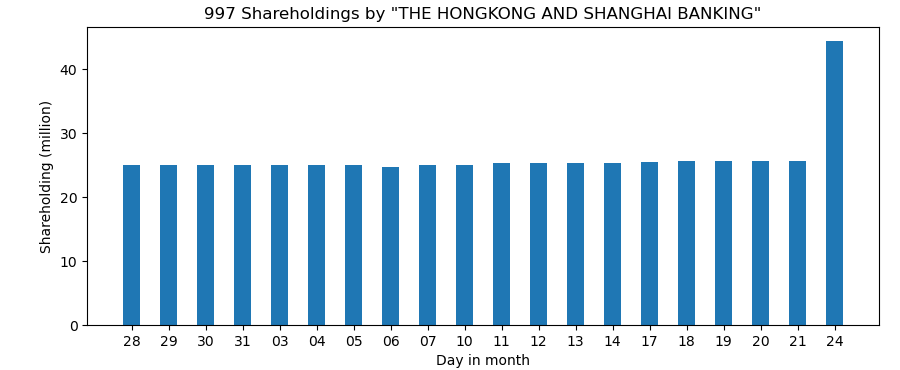 997 Shareholdings by "THE HONGKONG AND SHANGHAI BANKING"
40
30
20
10
0
Shareholding (million)
28 29 30 31 03 04 05 06 07 10 11 12 13 14 17 18 19 20 21 24
Day in month